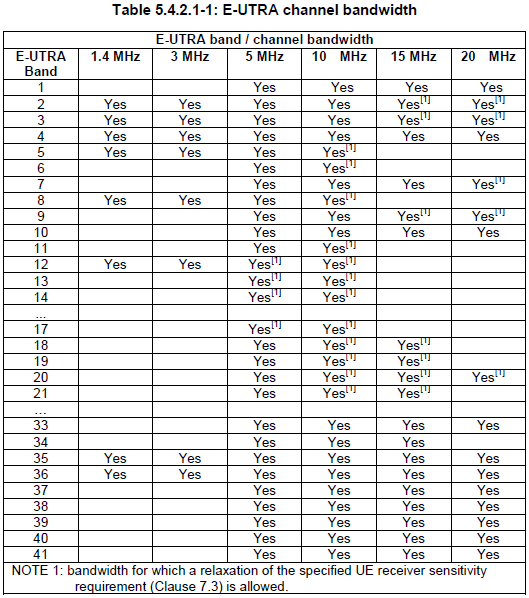 Table 5.4.2.1-1: E-UTRA channel bandwidth
E-UTRA band / channel bandwidth
E-UTRA Band 1.4 MHz 3 MHz 5 MHz 10 MHz 15 MHz 20 MHz
1 Yes Yes Yes Yes
2 Yes Yes Yes Yes Yes[1] Yes[1]
3 Yes Yes Yes Yes Yes[1] Yes[1]
4 Yes Yes Yes Yes Yes Yes
5 Yes Yes Yes Yes[1]
6 Yes Yes[1]
7 Yes Yes Yes Yes[1]
8 Yes Yes Yes Yes[1]
9 Yes Yes Yes[1] Yes[1]
10 Yes Yes Yes Yes
11 Yes Yes[1]
12 Yes Yes Yes[1] Yes[1]
13 Yes[1] Yes[1]
14 Yes[1] Yes[1]
...
17 Yes[1] Yes[1]
18 Yes Yes[1] Yes[1]
19 Yes Yes[1] Yes[1]
20 Yes Yes[1] Yes[1] Yes[1]
21 Yes Yes[1] Yes[1]
...
33 Yes Yes Yes Yes
34 Yes Yes Yes
35 Yes Yes Yes Yes Yes Yes
36 Yes Yes Yes Yes Yes Yes
37 Yes Yes Yes Yes
38 Yes Yes Yes Yes
39 Yes Yes Yes Yes
40 Yes Yes Yes Yes
41 Yes Yes Yes Yes
NOTE 1: bandwidth for which a relaxation of the specified UE receiver sensitivity
requirement (Clause 7.3) is allowed.